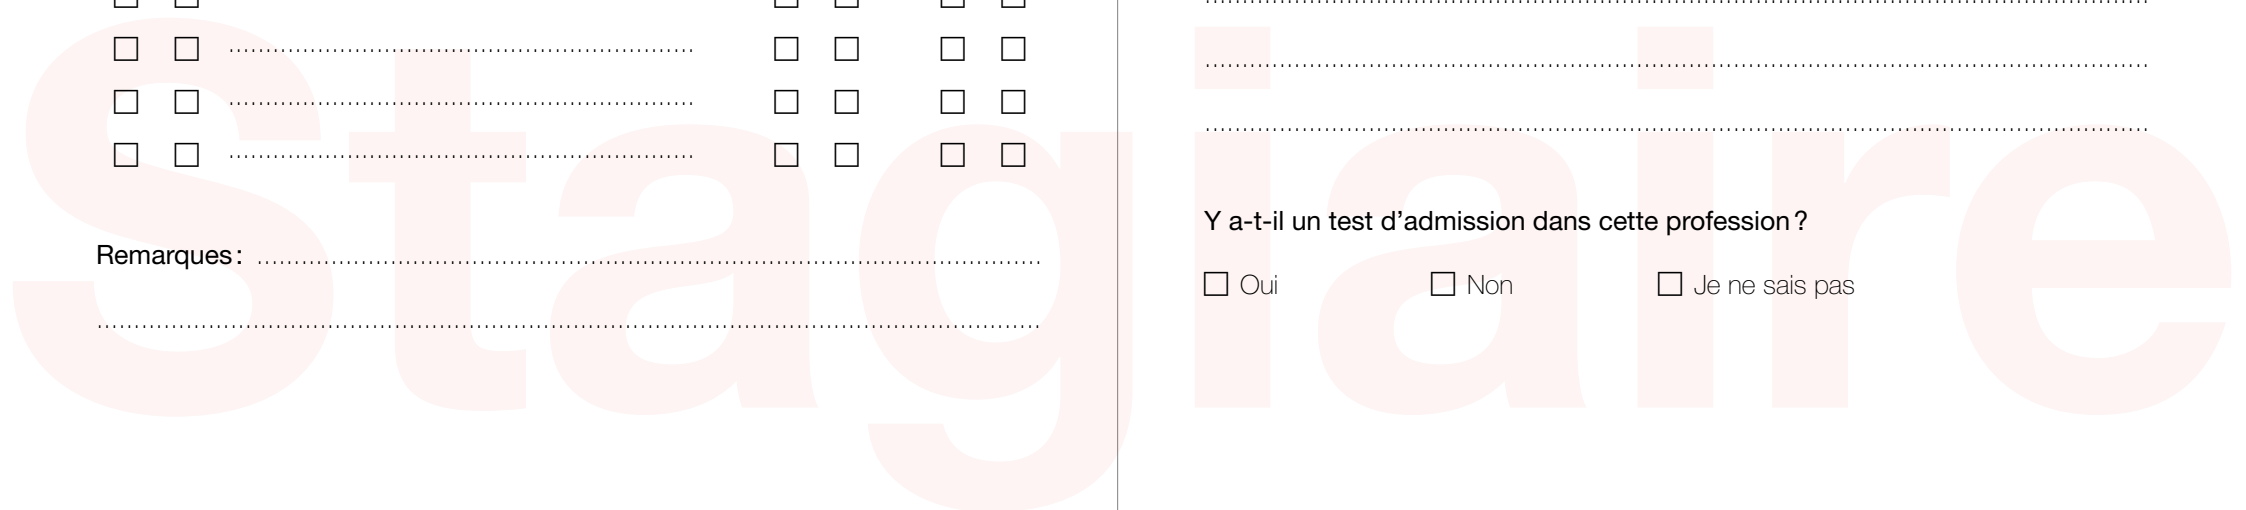 Stagiaire
Remarques :
Y a-t-il un test d’admission dans cette profession ?
Oui Non Je ne sais pas